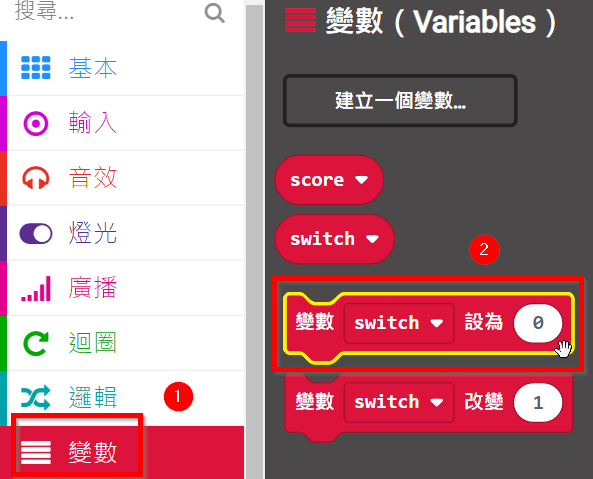 搜尋...
基本
輸入
音效
燈光
廣播
迴圈
邏輯
1
變數
變數（Variables）
建立一個變數...
score
switch
2
變數 switch 設為 0
變數 switch 改變 1